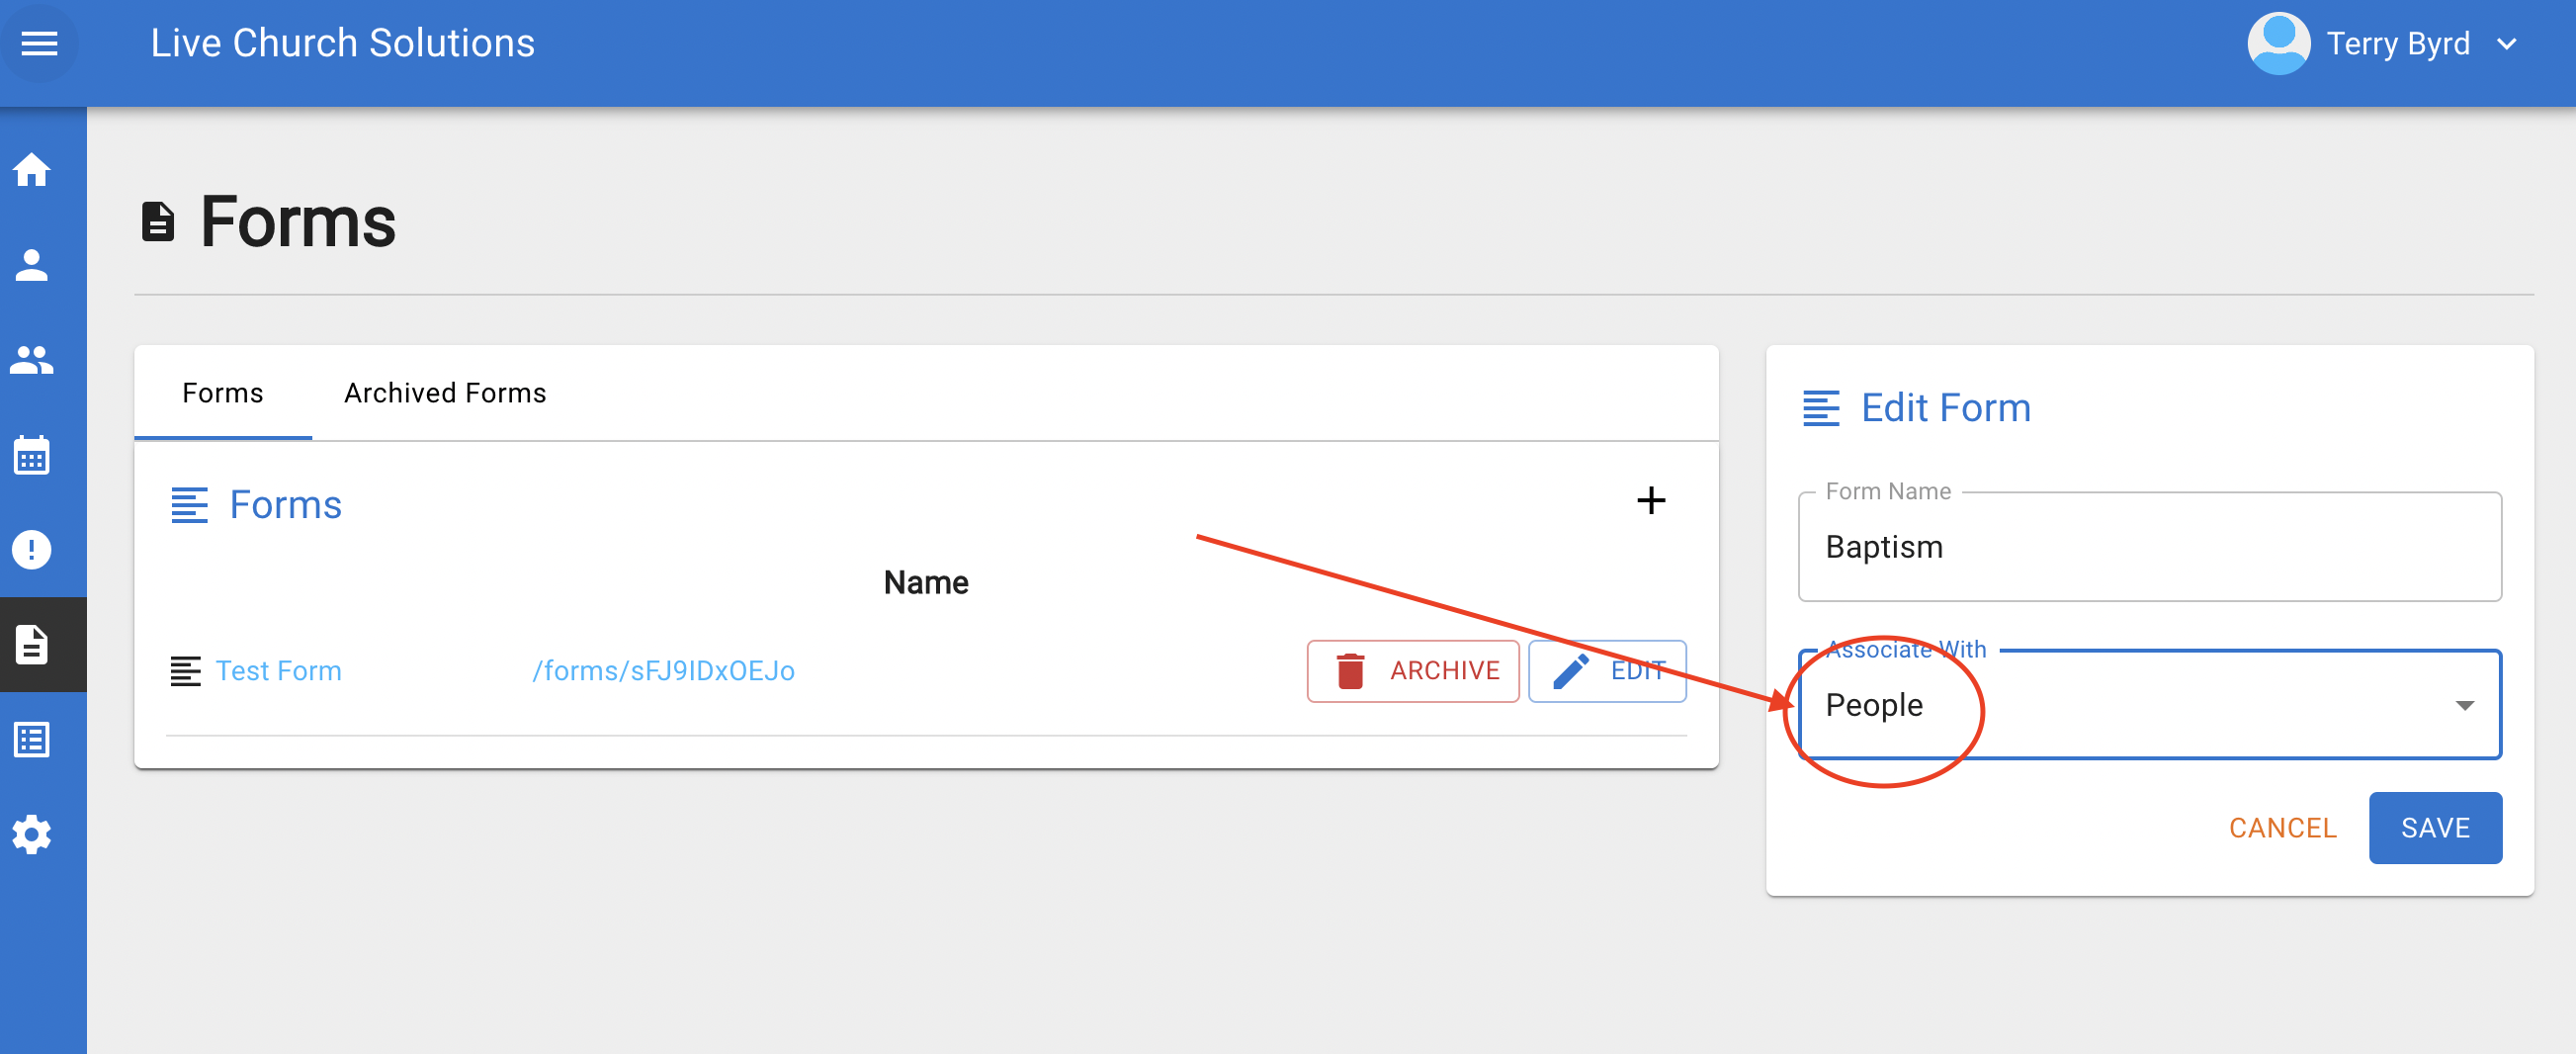 Live Church Solutions
Terry Byrd
Forms
Forms
Archived Forms
Forms
Name
Test Form
/forms/sFJ9IDxOEJo
ARCHIVE
EDIT
Edit Form
Form Name
Baptism
Associate With
People
CANCEL
SAVE